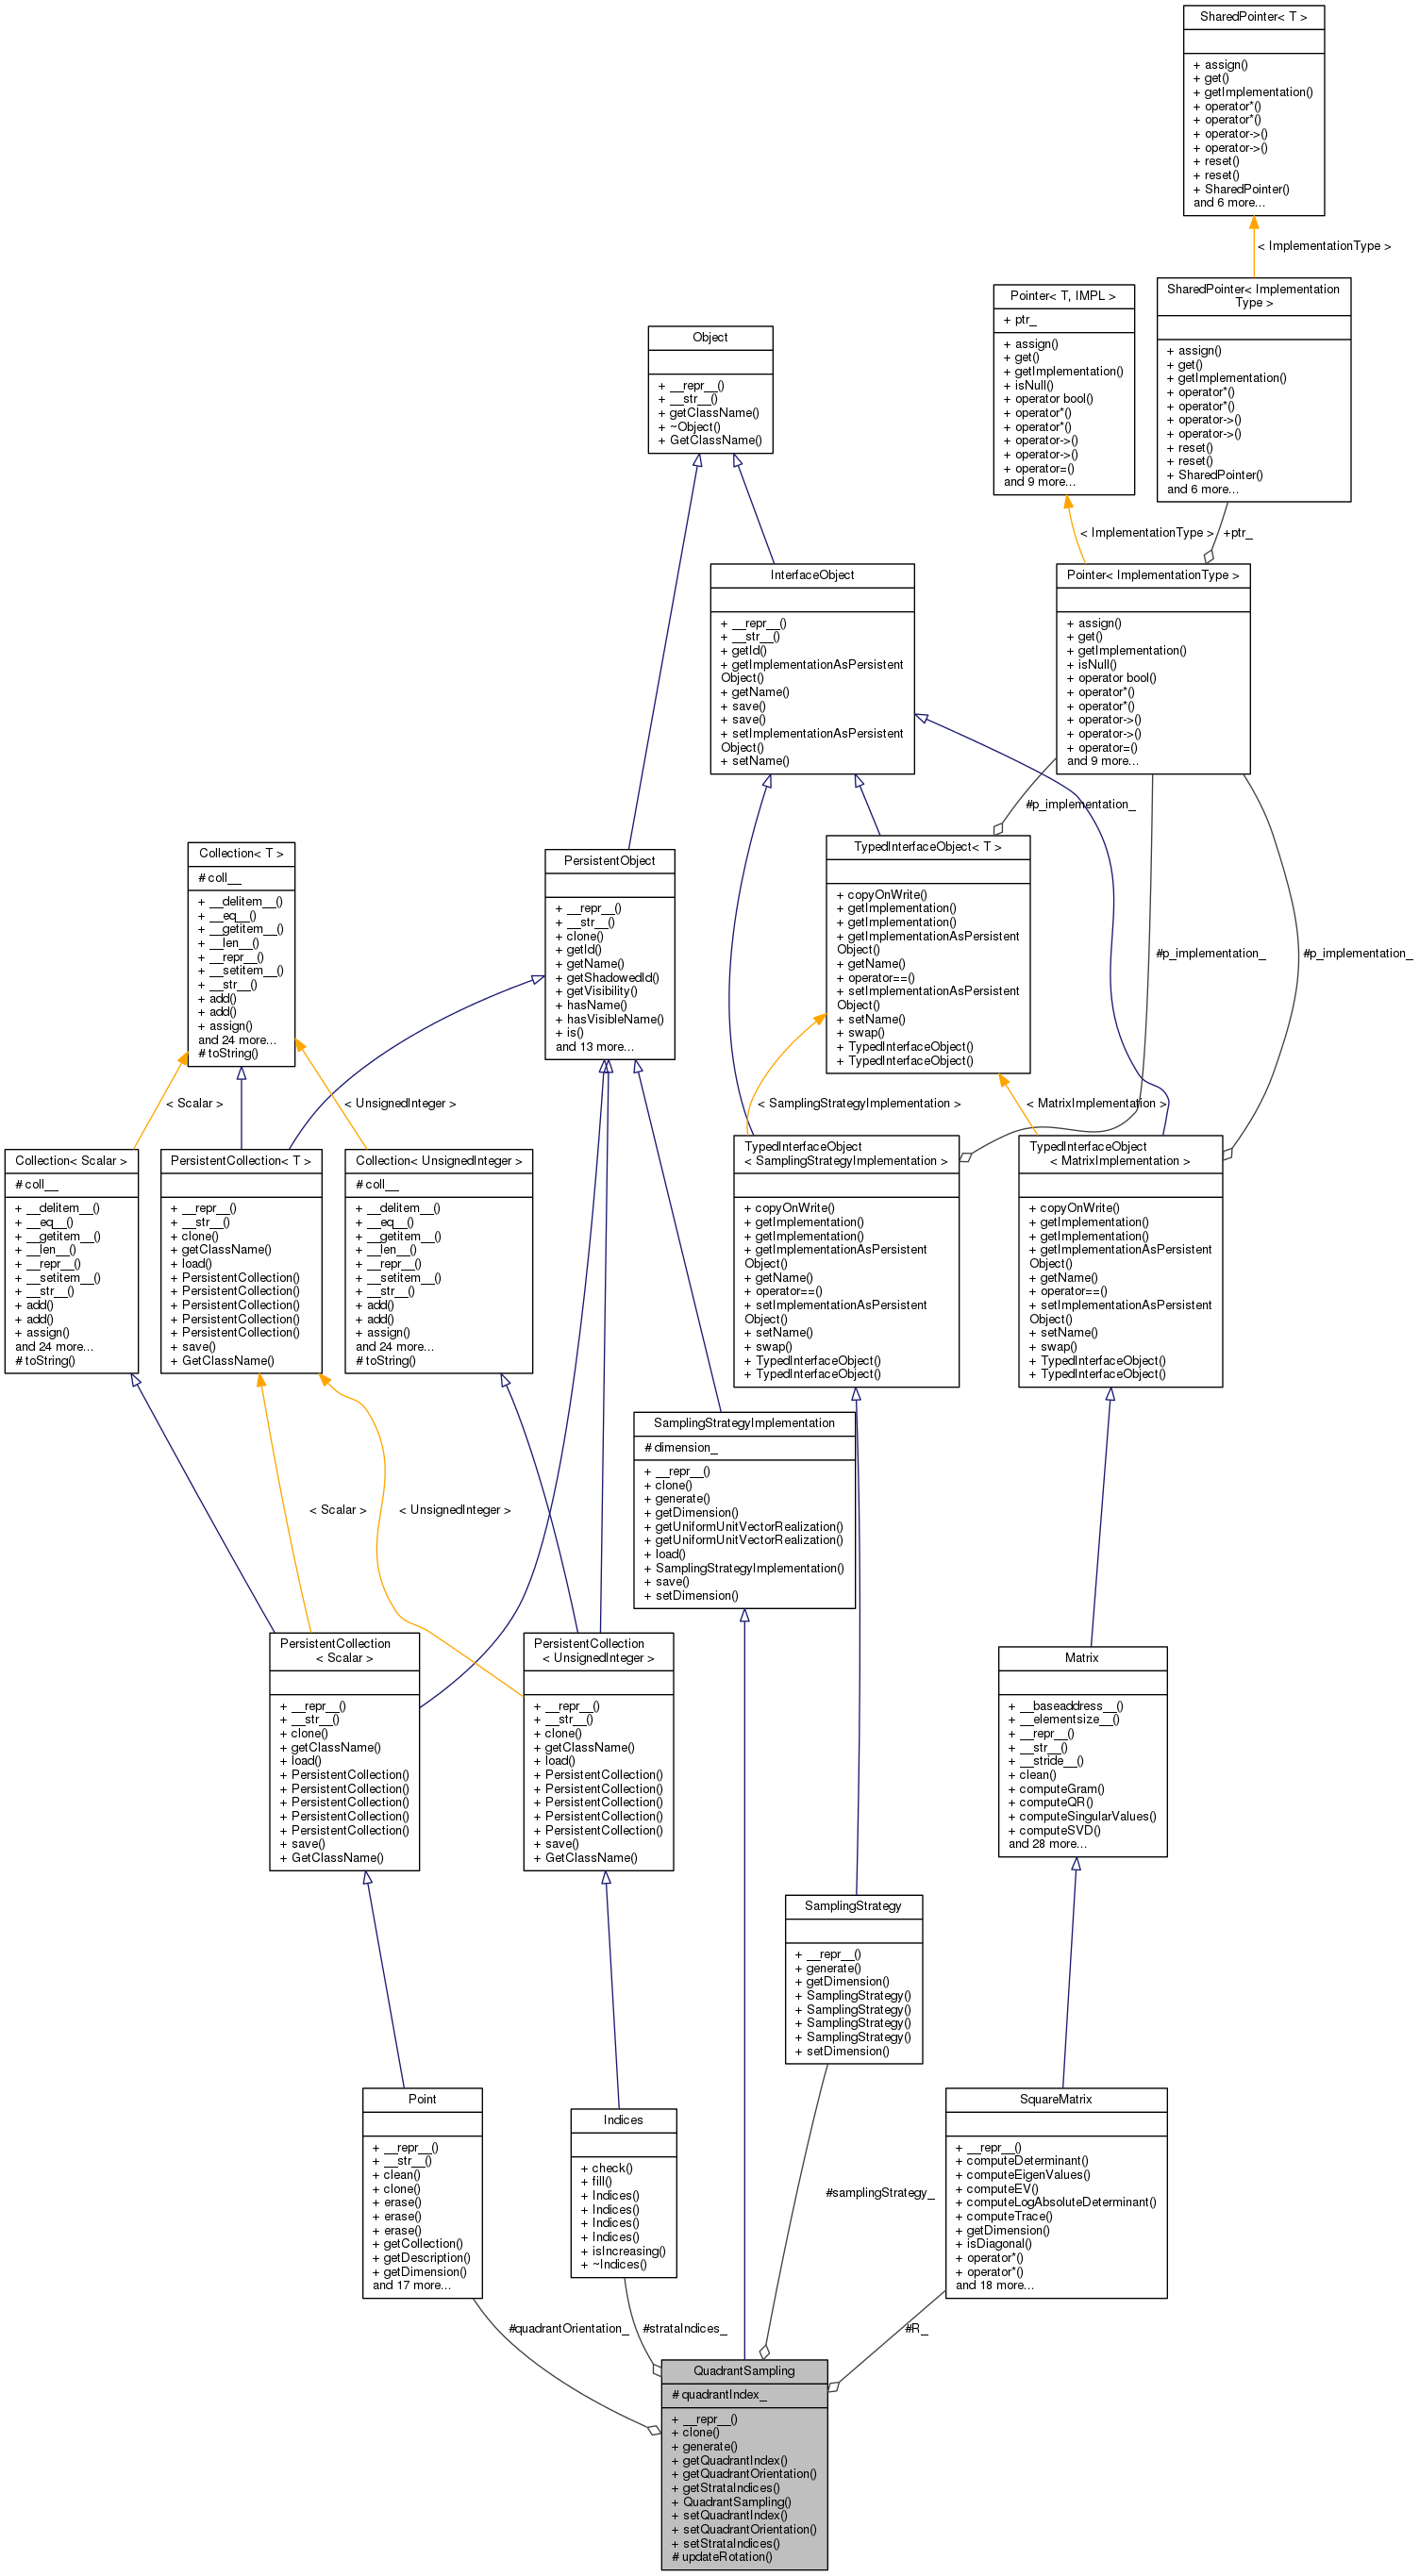 SharedPointer< T >
+ assign()
+ get()
+ getImplementation()
+ operator*()
+ operator*()
+ operator->()
+ operator->()
+ reset()
+ reset()
+ SharedPointer()
and 6 more...
< ImplementationType >
SharedPointer< Implementation
Type >
+ assign()
+ get()
+ getImplementation()
+ operator*()
+ operator*()
+ operator->()
+ operator->()
+ reset()
+ reset()
+ SharedPointer()
and 6 more...
Pointer< T, IMPL >
+ ptr_
+ assign()
+ get()
+ getImplementation()
+ isNull()
+ operator bool()
+ operator*()
+ operator*()
+ operator->()
+ operator->()
+ operator=()
and 9 more...
Object
+ __repr__()
+ __str__()
+ getClassName()
+ ~Object()
+ GetClassName()
< ImplementationType >
+ptr_
InterfaceObject
+ __repr__()
+ __str__()
+ getId()
+ getImplementationAsPersistent
Object()
+ getName()
+ save()
+ save()
+ setImplementationAsPersistent
Object()
+ setName()
Pointer< ImplementationType >
+ assign()
+ get()
+ getImplementation()
+ isNull()
+ operator bool()
+ operator*()
+ operator*()
+ operator->()
+ operator->()
+ operator=()
and 9 more...
#p_implementation_
Collection< T >
# coll__
+ __delitem__()
+ __eq__()
+ __getitem__()
+ __len__()
+ __repr__()
+ __setitem__()
+ __str__()
+ add()
+ add()
+ assign()
and 24 more...
# toString()
PersistentObject
+ __repr__()
+ __str__()
+ clone()
+ getId()
+ getName()
+ getShadowedId()
+ getVisibility()
+ hasName()
+ hasVisibleName()
+ is()
and 13 more...
TypedInterfaceObject< T >
+ copyOnWrite()
+ getImplementation()
+ getImplementation()
+ getImplementationAsPersistent
Object()
+ getName()
+ operator==()
+ setImplementationAsPersistent
Object()
+ setName()
+ swap()
+ TypedInterfaceObject()
+ TypedInterfaceObject()
#p_implementation_
#p_implementation_
< Scalar >
< UnsignedInteger >
< SamplingStrategyImplementation >
< MatrixImplementation >
Collection< Scalar >
# coll__
+ __delitem__()
+ __eq__()
+ __getitem__()
+ __len__()
+ __repr__()
+ __setitem__()
+ __str__()
+ add()
+ add()
+ assign()
and 24 more...
# toString()
PersistentCollection< T >
+ __repr__()
+ __str__()
+ clone()
+ getClassName()
+ load()
+ PersistentCollection()
+ PersistentCollection()
+ PersistentCollection()
+ PersistentCollection()
+ PersistentCollection()
+ save()
+ GetClassName()
Collection< UnsignedInteger >
# coll__
+ __delitem__()
+ __eq__()
+ __getitem__()
+ __len__()
+ __repr__()
+ __setitem__()
+ __str__()
+ add()
+ add()
+ assign()
and 24 more...
# toString()
TypedInterfaceObject
< SamplingStrategyImplementation >
+ copyOnWrite()
+ getImplementation()
+ getImplementation()
+ getImplementationAsPersistent
Object()
+ getName()
+ operator==()
+ setImplementationAsPersistent
Object()
+ setName()
+ swap()
+ TypedInterfaceObject()
+ TypedInterfaceObject()
TypedInterfaceObject
< MatrixImplementation >
+ copyOnWrite()
+ getImplementation()
+ getImplementation()
+ getImplementationAsPersistent
Object()
+ getName()
+ operator==()
+ setImplementationAsPersistent
Object()
+ setName()
+ swap()
+ TypedInterfaceObject()
+ TypedInterfaceObject()
SamplingStrategyImplementation
# dimension_
+ __repr__()
+ clone()
+ generate()
+ getDimension()
+ getUniformUnitVectorRealization()
+ getUniformUnitVectorRealization()
+ load()
+ SamplingStrategyImplementation()
+ save()
+ setDimension()
< Scalar >
< UnsignedInteger >
PersistentCollection
< Scalar >
+ __repr__()
+ __str__()
+ clone()
+ getClassName()
+ load()
+ PersistentCollection()
+ PersistentCollection()
+ PersistentCollection()
+ PersistentCollection()
+ PersistentCollection()
+ save()
+ GetClassName()
PersistentCollection
< UnsignedInteger >
+ __repr__()
+ __str__()
+ clone()
+ getClassName()
+ load()
+ PersistentCollection()
+ PersistentCollection()
+ PersistentCollection()
+ PersistentCollection()
+ PersistentCollection()
+ save()
+ GetClassName()
Matrix
+ __baseaddress__()
+ __elementsize__()
+ __repr__()
+ __str__()
+ __stride__()
+ clean()
+ computeGram()
+ computeQR()
+ computeSingularValues()
+ computeSVD()
and 28 more...
SamplingStrategy
+ __repr__()
+ generate()
+ getDimension()
+ SamplingStrategy()
+ SamplingStrategy()
+ SamplingStrategy()
+ SamplingStrategy()
+ setDimension()
Point
+ __repr__()
+ __str__()
+ clean()
+ clone()
+ erase()
+ erase()
+ erase()
+ getCollection()
+ getDescription()
+ getDimension()
and 17 more...
Indices
+ check()
+ fill()
+ Indices()
+ Indices()
+ Indices()
+ Indices()
+ isIncreasing()
+ ~Indices()
SquareMatrix
+ __repr__()
+ computeDeterminant()
+ computeEigenValues()
+ computeEV()
+ computeLogAbsoluteDeterminant()
+ computeTrace()
+ getDimension()
+ isDiagonal()
+ operator*()
+ operator*()
and 18 more...
#samplingStrategy_
#quadrantOrientation_
#strataIndices_
#R_
QuadrantSampling
# quadrantIndex_
+ __repr__()
+ clone()
+ generate()
+ getQuadrantIndex()
+ getQuadrantOrientation()
+ getStrataIndices()
+ QuadrantSampling()
+ setQuadrantIndex()
+ setQuadrantOrientation()
+ setStrataIndices()
# updateRotation()